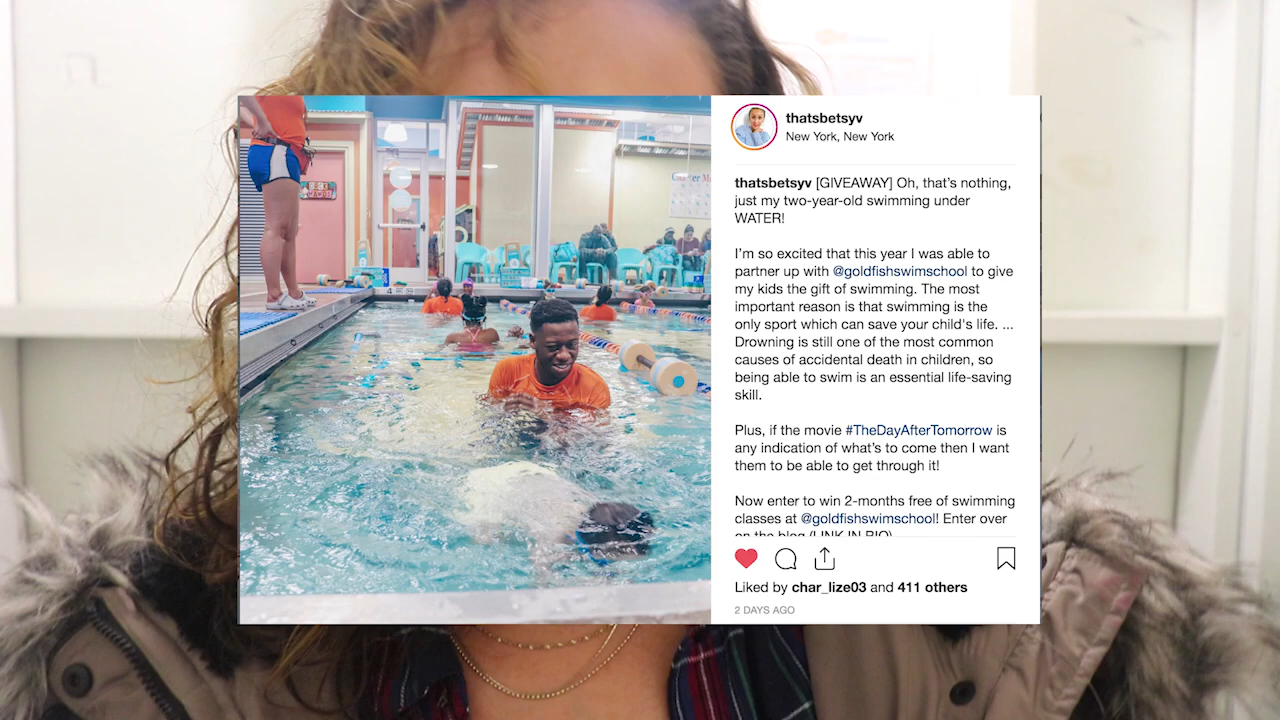 thatsbetsyv
New York, New York
thatsbetsyv [GIVEAWAY] Oh, that's nothing,
just my two-year-old swimming under
WATER!
I'm so excited that this year I was able to
partner up with @goldfishswimschool to give
my kids the gift of swimming. The most
important reason is that swimming is the
only sport which can save your child's life. ...
Drowning is still one of the most common
causes of accidental death in children, so
being able to swim is an essential life-saving
skill.
Plus, if the movie #TheDayAfterTomorrow is
any indication of what's to come then I want
them to be able to get through it!
Now enter to win 2-months free of swimming
classes at @goldfishswimschool! Enter over
on the blog (LINK IN BIO)
Liked by char_lize03 and 411 others
2 DAYS AGO